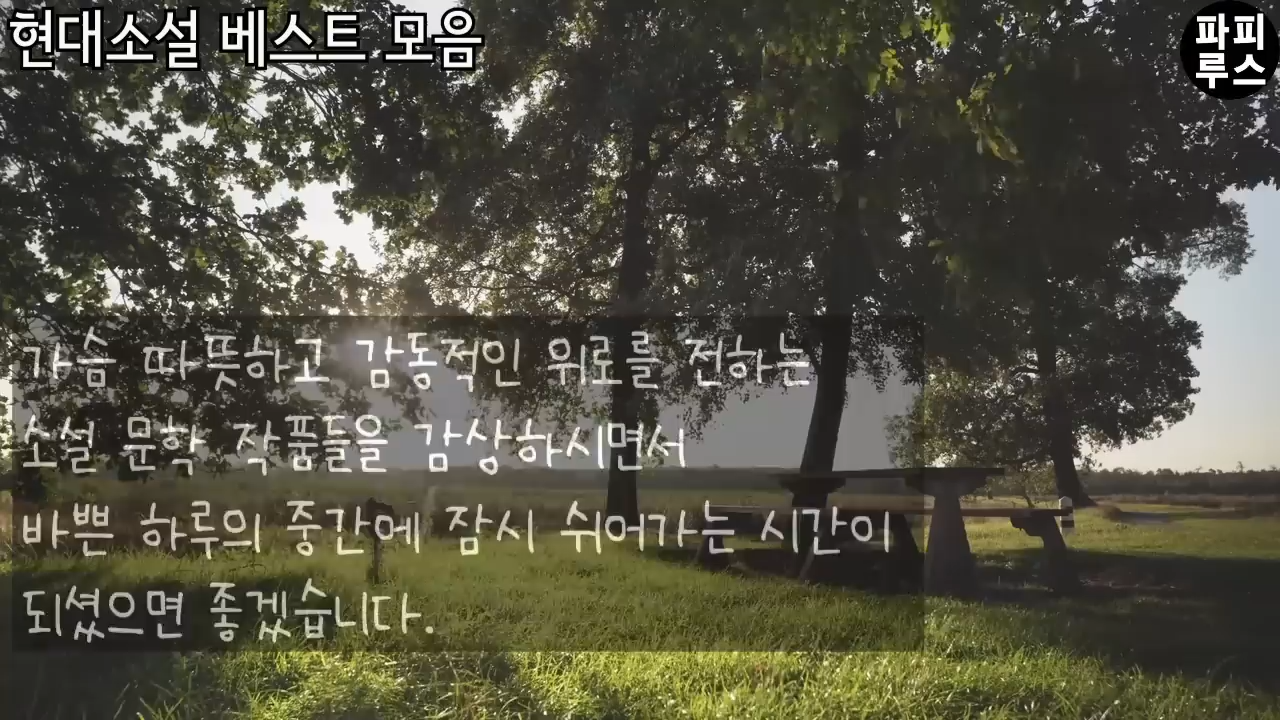 현대소설 베스트 모음
파피
루스
가슴 따뜻하고 감동적인 위로를 전하는
소설 문학 작품들을 감상하시면서
바쁜 하루의 중간에 잠시 쉬어가는 시간이
되셨으면 좋겠습니다.